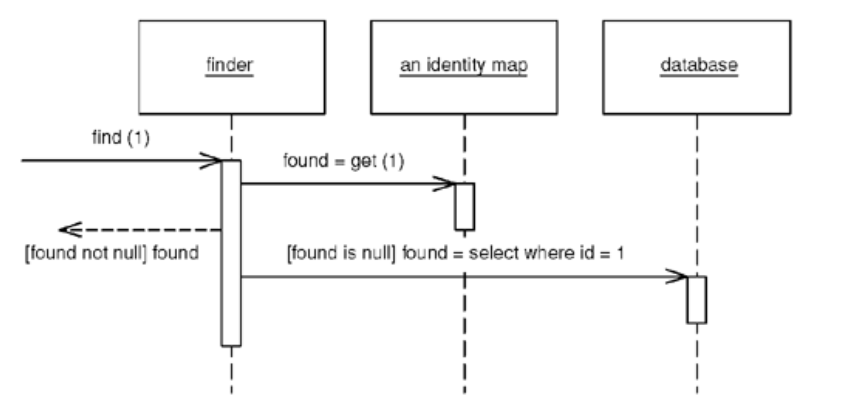 finder
an identity map
database
find (1)
found = get (1)
[found not null] found
[found is null] found = select where id = 1